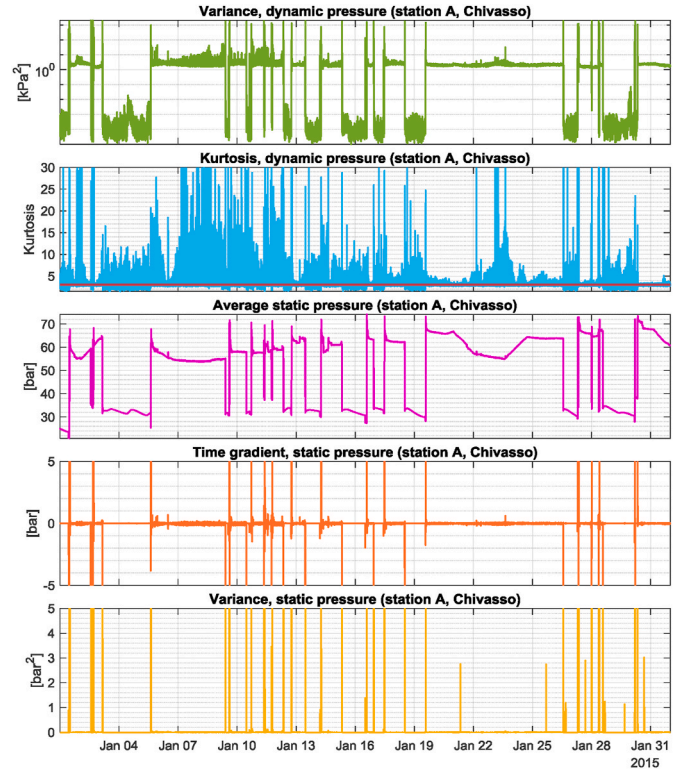 Variance, dynamic pressure (station A, Chivasso)
[kPa²]
10⁰
Kurtosis, dynamic pressure (station A, Chivasso)
Kurtosis
30
25
20
15
10
5
Average static pressure (station A, Chivasso)
[bar]
70
60
50
40
30
Time gradient, static pressure (station A, Chivasso)
[bar]
5
0
-5
Variance, static pressure (station A, Chivasso)
[bar²]
5
4
3
2
1
0
Jan 04 Jan 07 Jan 10 Jan 13 Jan 16 Jan 19 Jan 22 Jan 25 Jan 28 Jan 31
2015